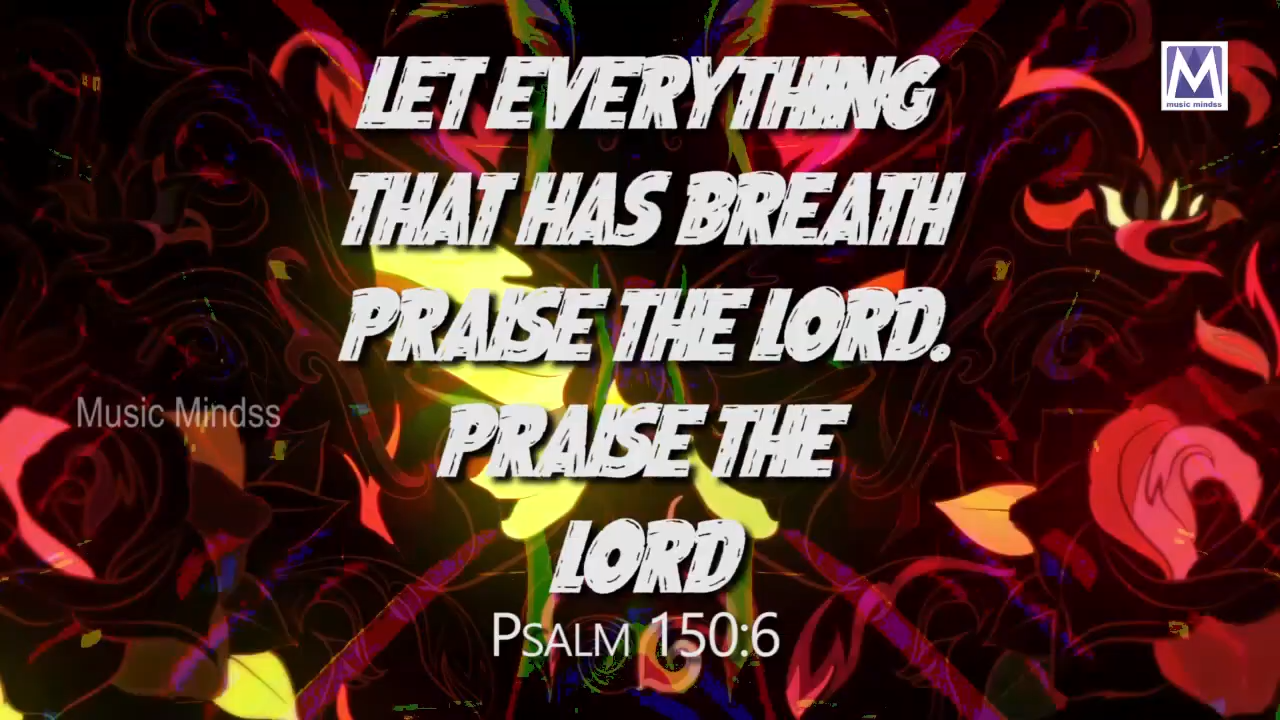 LET EVERYTHING
THAT HAS BREATH
PRAISE THE LORD.
PRAISE THE
LORD
PSALM 150:6
Music Mindss
M
music mindss